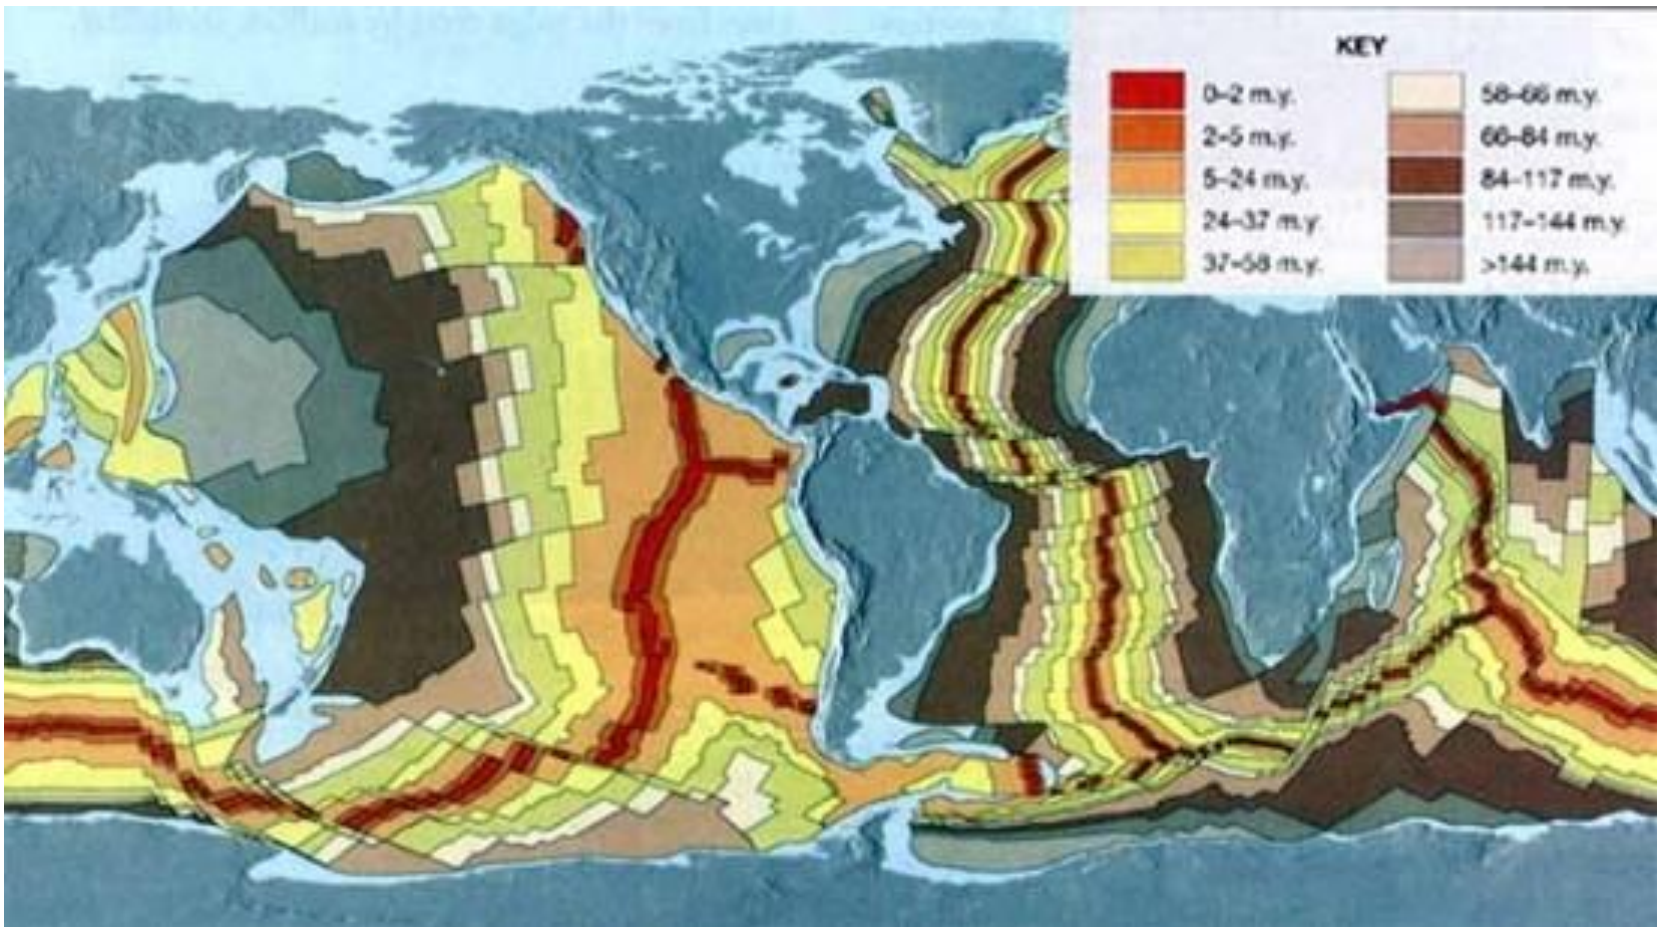 KEY
0–2 m.y.
2–5 m.y.
5–24 m.y.
24–37 m.y
37–58 m.y.
58–66 m.y.
66–84 m.y.
84–117 m.y.
117–144 m.y.
>144 m.y.